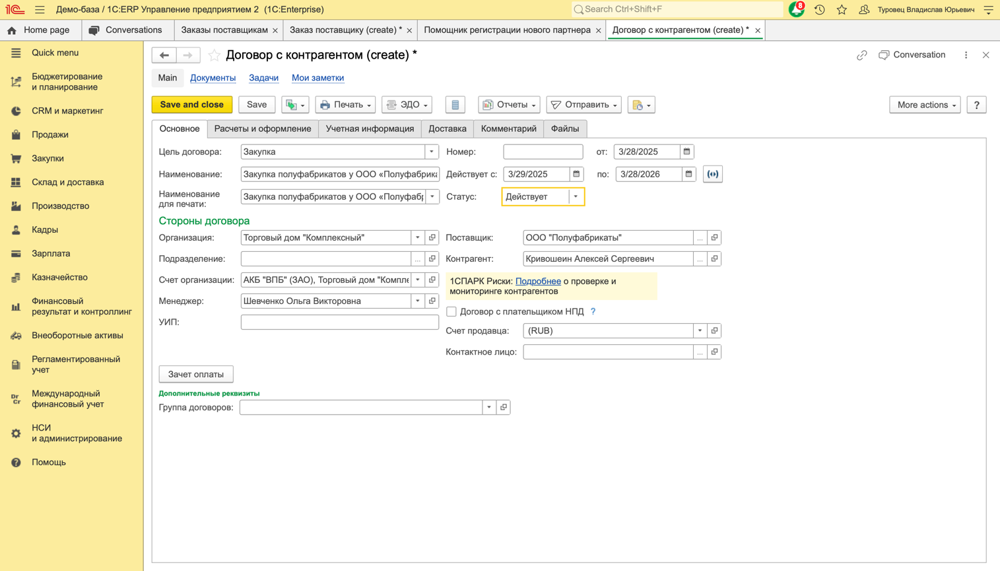 Демо-база / 1С:ERP Управление предприятием 2 (1C:Enterprise)
Search Ctrl+Shift+F
8
Туровец Владислав Юрьевич
Home page
Conversations
Заказы поставщикам ×
Заказ поставщику (create) * ×
Помощник регистрации нового партнера ×
Договор с контрагентом (create) * ×
Quick menu
Бюджетирование
и планирование
CRM и маркетинг
Продажи
Закупки
Склад и доставка
Производство
Кадры
Зарплата
Казначейство
Финансовый
результат и контроллинг
Внеоборотные активы
Регламентированный
учет
Dr
Cr
Международный
финансовый учет
НСИ
и администрирование
Помощь
Договор с контрагентом (create) *
Conversation
Main
Документы
Задачи
Мои заметки
Save and close
Save
Печать
ЭДО
Отчеты
Отправить
More actions
?
Основное
Расчеты и оформление
Учетная информация
Доставка
Комментарий
Файлы
Цель договора: Закупка
Номер:
от: 3/28/2025
Наименование: Закупка полуфабрикатов у ООО «Полуфабрика
Действует с: 3/29/2025
по: 3/28/2026
Наименование
для печати:
Закупка полуфабрикатов у ООО «Полуфабр
Статус: Действует
Стороны договора
Организация: Торговый дом "Комплексный"
Поставщик: ООО "Полуфабрикаты" ...
Подразделение: ...
Контрагент: Кривошеин Алексей Сергеевич ...
Счет организации: АКБ "ВПБ" (ЗАО), Торговый дом "Компле
1СПАРК Риски: Подробнее о проверке и
мониторинге контрагентов
Менеджер: Шевченко Ольга Викторовна
Договор с плательщиком НПД ?
УИП:
Счет продавца: (RUB)
Контактное лицо: ...
Зачет оплаты
Дополнительные реквизиты
Группа договоров: